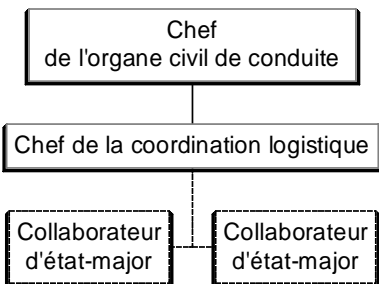 Chef
de l'organe civil de conduite
Chef de la coordination logistique
Collaborateur
d'état-major
Collaborateur
d'état-major